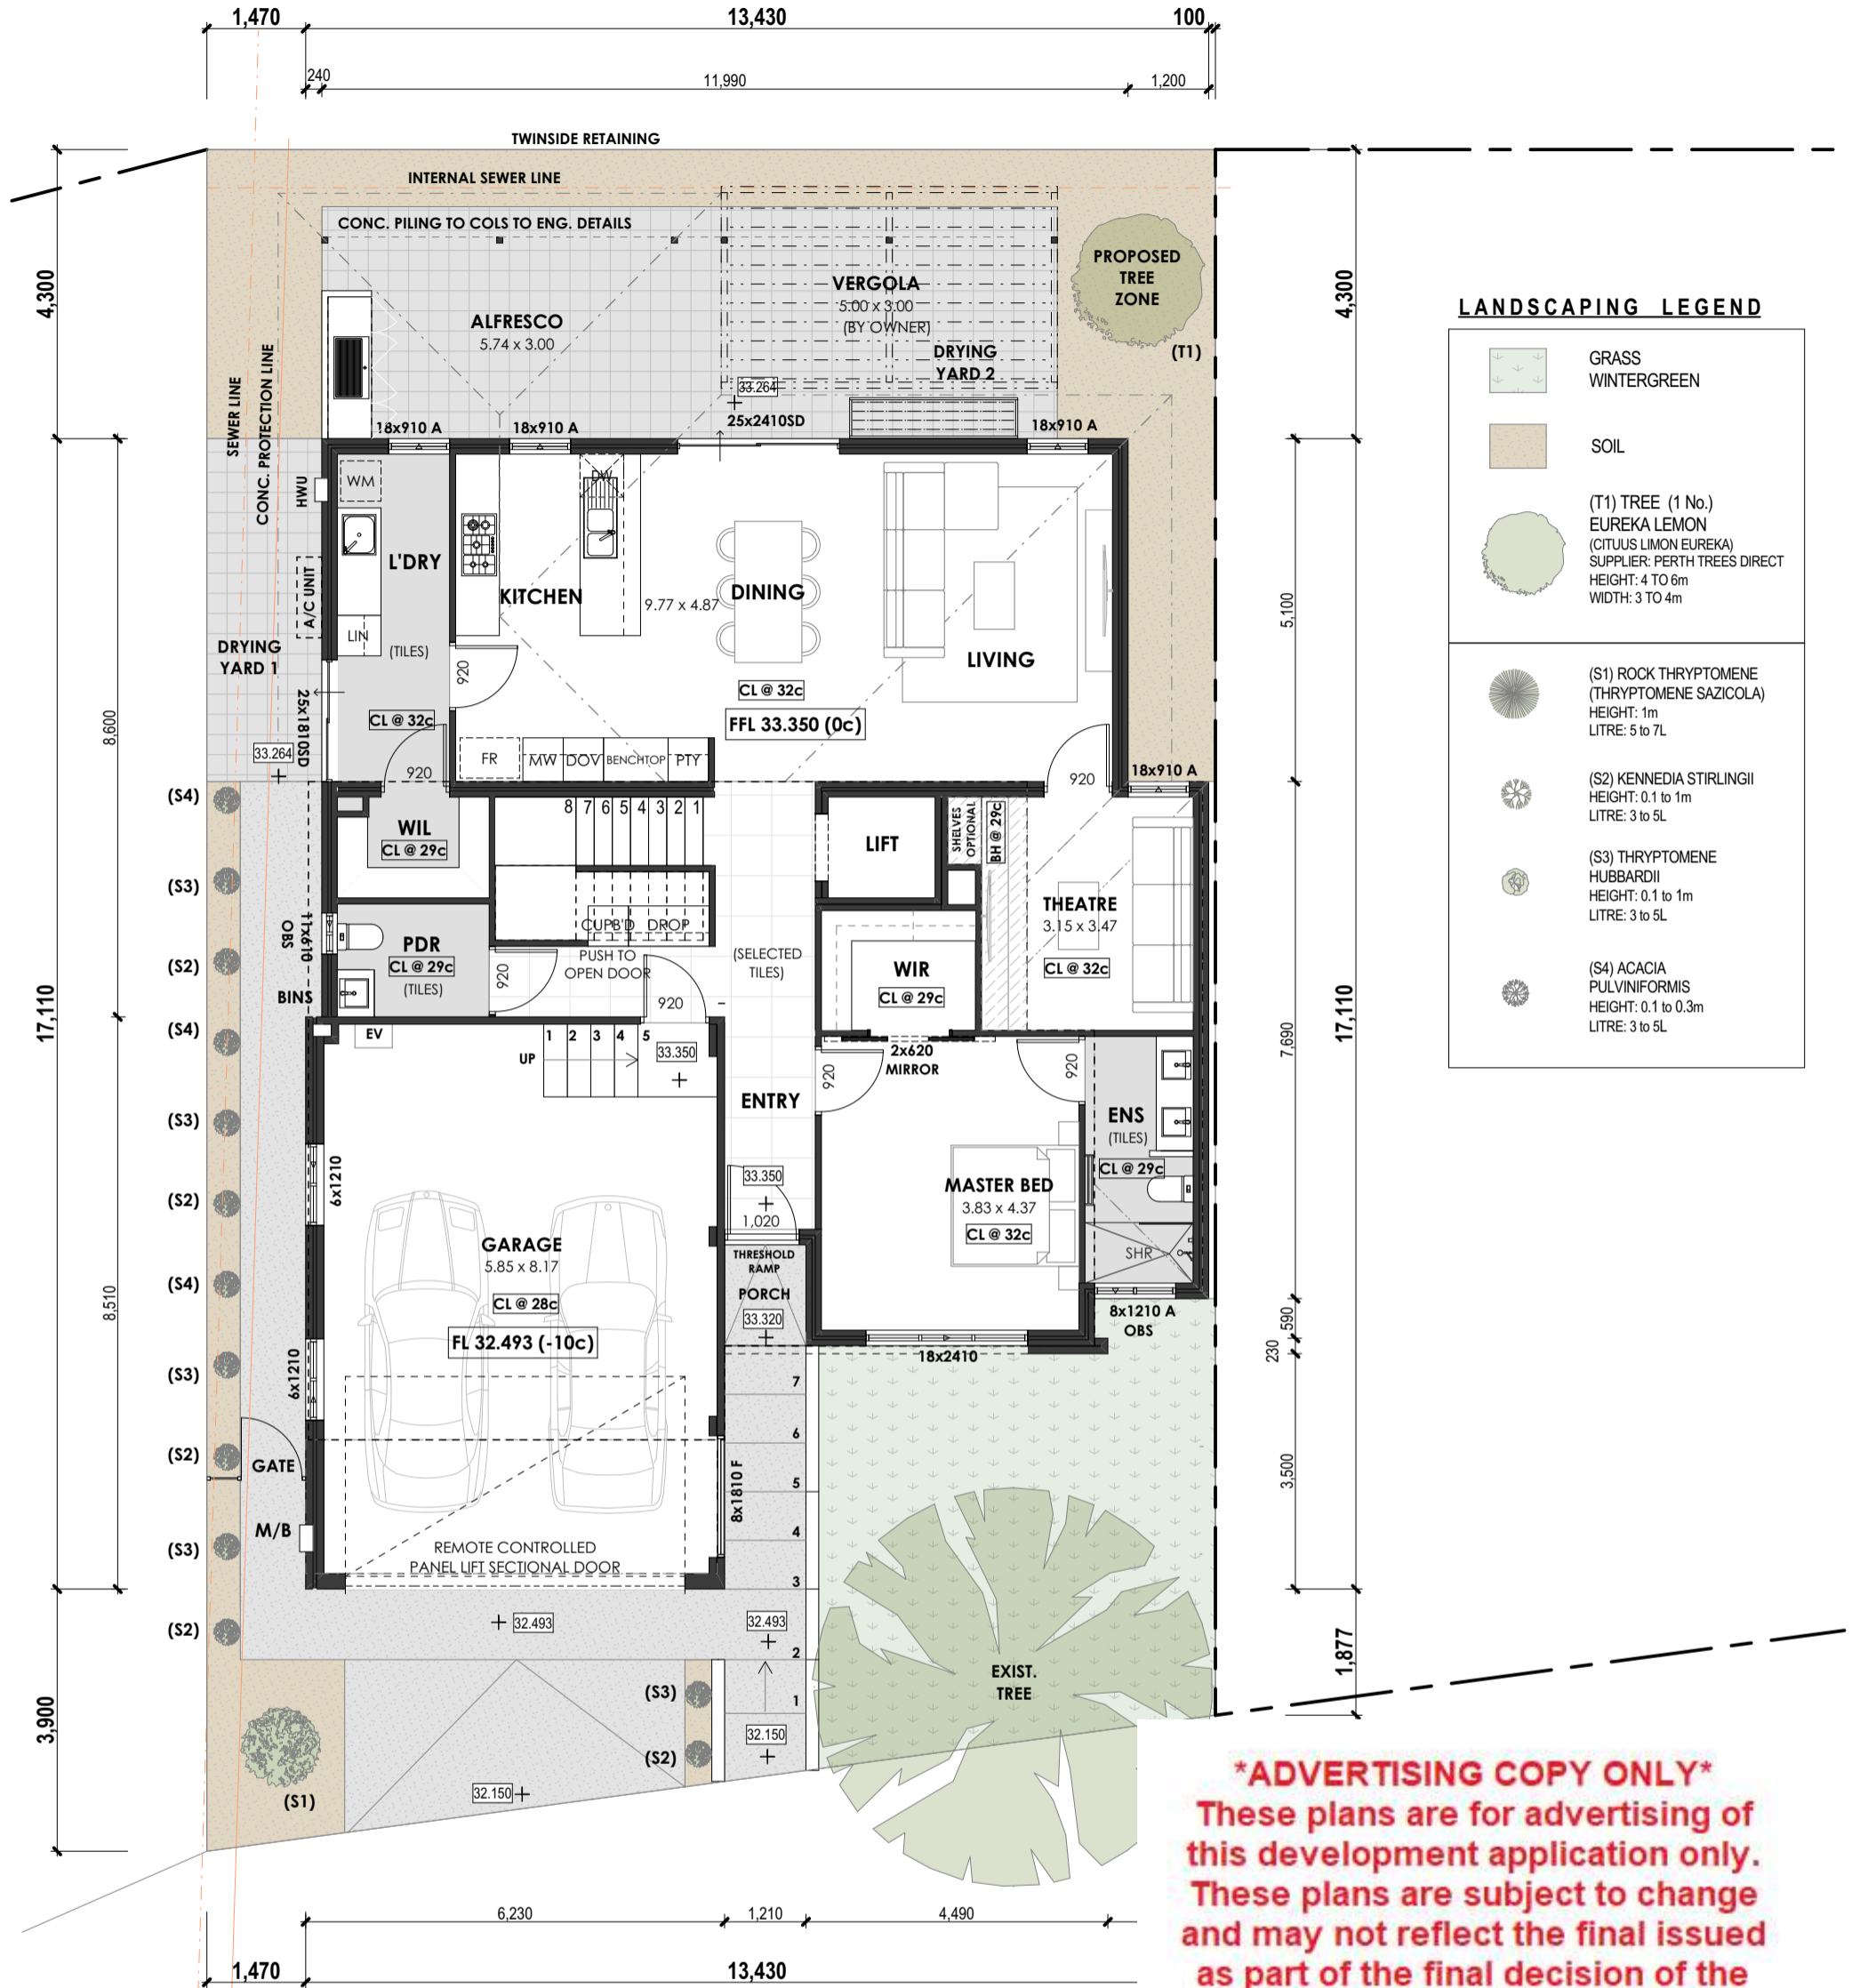 1,470
13,430
100
240
11,990
1,200
TWINSIDE RETAINING
INTERNAL SEWER LINE
CONC. PILING TO COLS TO ENG. DETAILS
4,300
4,300
ALFRESCO
5.74 x 3.00
VERGOLA
5.00 x 3.00
(BY OWNER)
DRYING
YARD 2
PROPOSED
TREE
ZONE
(T1)
SEWER LINE
CONC. PROTECTION LINE
33.264
25x2410SD
18x910 A
18x910 A
18x910 A
LANDSCAPING LEGEND
GRASS
WINTERGREEN
SOIL
(T1) TREE (1 No.)
EUREKA LEMON
(CITUUS LIMON EUREKA)
SUPPLIER: PERTH TREES DIRECT
HEIGHT: 4 TO 6m
WIDTH: 3 TO 4m
(S1) ROCK THRYPTOMENE
(THRYPTOMENE SAZICOLA)
HEIGHT: 1m
LITRE: 5 to 7L
(S2) KENNEDIA STIRLINGII
HEIGHT: 0.1 to 1m
LITRE: 3 to 5L
(S3) THRYPTOMENE
HUBBARDII
HEIGHT: 0.1 to 1m
LITRE: 3 to 5L
(S4) ACACIA
PULVINIFORMIS
HEIGHT: 0.1 to 0.3m
LITRE: 3 to 5L
HWU
WM
DW
L'DRY
KITCHEN
9.77 x 4.87
DINING
LIVING
A/C UNIT
LIN
(TILES)
DRYING
YARD 1
920
25x1810SD
CL @ 32c
CL @ 32c
FFL 33.350 (0c)
33.264
920
FR
MW
DOV
BENCHTOP
PTY
920
18x910 A
8,600
5,100
17,110
17,110
8,510
7,690
590
230
3,500
1,877
3,900
(S4)
(S3)
(S2)
(S4)
(S3)
(S2)
(S4)
(S3)
(S2)
(S3)
(S2)
WIL
CL @ 29c
8
7
6
5
4
3
2
1
LIFT
SHELVES
OPTIONAL
BH @ 29c
THEATRE
3.15 x 3.47
CL @ 32c
11x610
OBS
PDR
CL @ 29c
(TILES)
CUPB'D
DROP
PUSH TO
OPEN DOOR
920
920
(SELECTED
TILES)
WIR
CL @ 29c
BINS
EV
UP
1
2
3
4
5
33.350
2x620
MIRROR
920
920
ENTRY
ENS
(TILES)
CL @ 29c
6x1210
33.350
1,020
MASTER BED
3.83 x 4.37
CL @ 32c
SHR
GARAGE
5.85 x 8.17
CL @ 28c
FL 32.493 (-10c)
THRESHOLD
RAMP
PORCH
33.320
8x1210 A
OBS
18x2410
6x1210
7
6
5
4
3
2
1
GATE
M/B
8x1810 F
REMOTE CONTROLLED
PANEL LIFT SECTIONAL DOOR
32.493
32.493
EXIST.
TREE
(S3)
(S2)
32.150
32.150
(S1)
6,230
1,210
4,490
1,470
13,430
*ADVERTISING COPY ONLY*
These plans are for advertising of
this development application only.
These plans are subject to change
and may not reflect the final issued
as part of the final decision of the